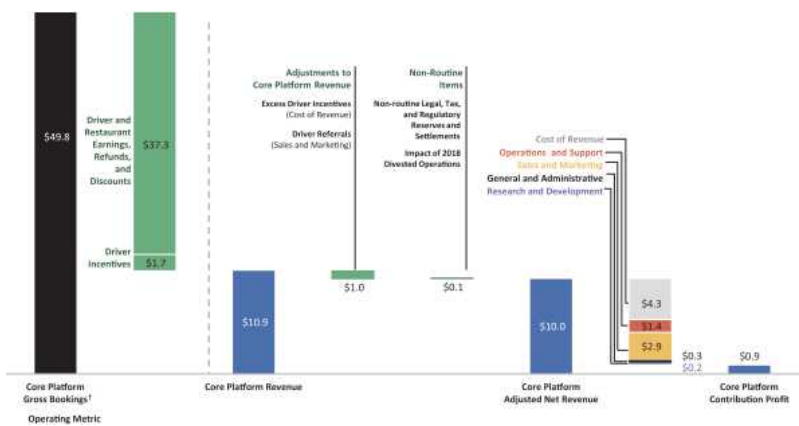 $49.8
Driver and
Restaurant
Earnings,
Refunds,
and
Discounts
$37.3
Driver
Incentives
$1.7
Adjustments to
Core Platform Revenue
Excess Driver Incentives
(Cost of Revenue)
Driver Referrals
(Sales and Marketing)
Non-Routine
Items
Non-routine Legal, Tax,
and Regulatory
Reserves and
Settlements
Impact of 2018
Divested Operations
Cost of Revenue
Operations and Support
Sales and Marketing
General and Administrative
Research and Development
$10.9
$1.0
$0.1
$10.0
$4.3
$1.4
$2.9
$0.3
$0.2
$0.9
Core Platform
Gross Bookings†
Operating Metric
Core Platform Revenue
Core Platform
Adjusted Net Revenue
Core Platform
Contribution Profit